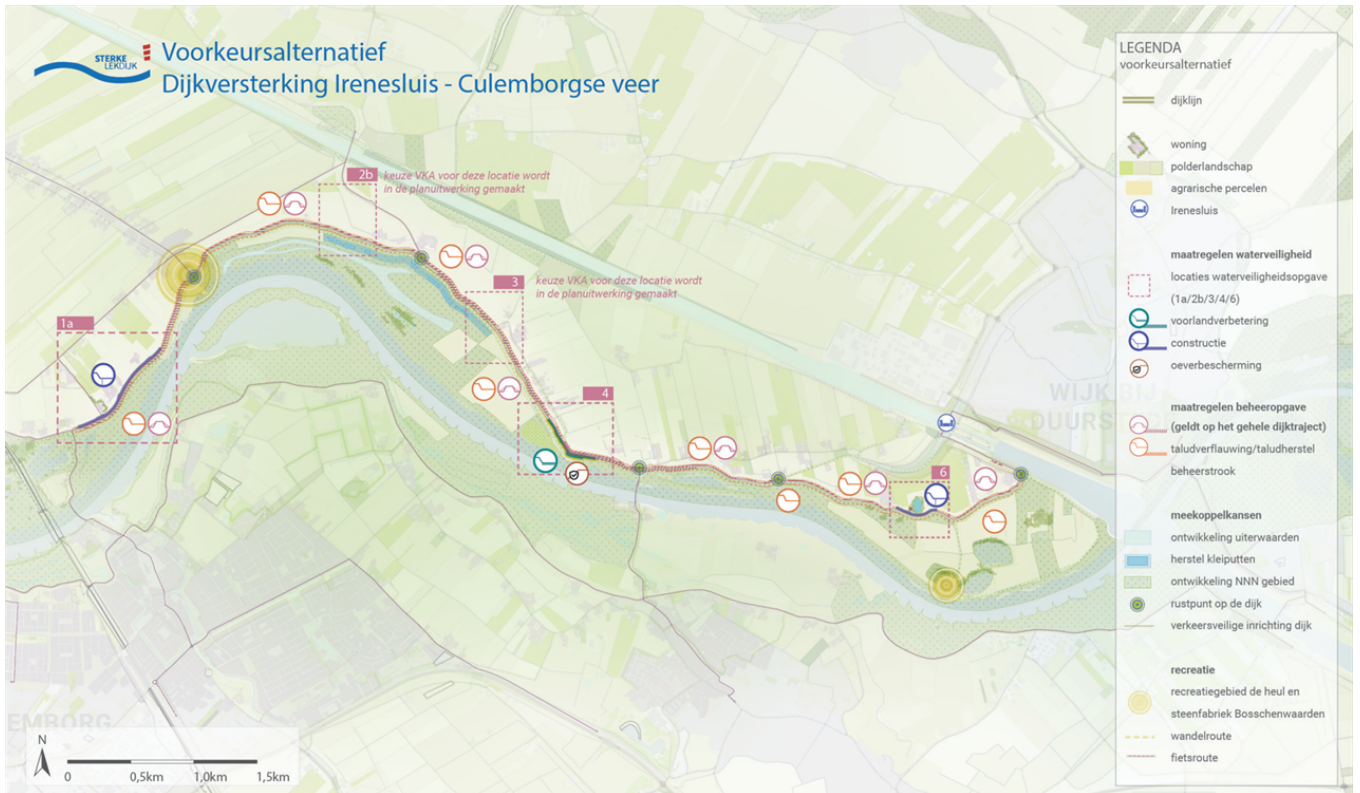 STERKE
LEKDIJK
Voorkeursalternatief
Dijkversterking Irenesluis - Culemborgse veer
2b
keuze VKA voor deze locatie wordt
in de planuitwerking gemaakt
3
keuze VKA voor deze locatie wordt
in de planuitwerking gemaakt
1a
4
6
WIJK BIJ
DUURST
EMBORG
N
0 0,5km 1,0km 1,5km
LEGENDA
voorkeursalternatief
dijklijn
woning
polderlandschap
agrarische percelen
Irenesluis
maatregelen waterveiligheid
locaties waterveiligheidsopgave
(1a/2b/3/4/6)
voorlandverbetering
constructie
oeverbescherming
maatregelen beheeropgave
(geldt op het gehele dijktraject)
taludverflauwing/taludherstel
beheerstrook
meekoppelkansen
ontwikkeling uiterwaarden
herstel kleiputten
ontwikkeling NNN gebied
rustpunt op de dijk
verkeersveilige inrichting dijk
recreatie
recreatiegebied de heul en
steenfabriek Bosschenwaarden
wandelroute
fietsroute